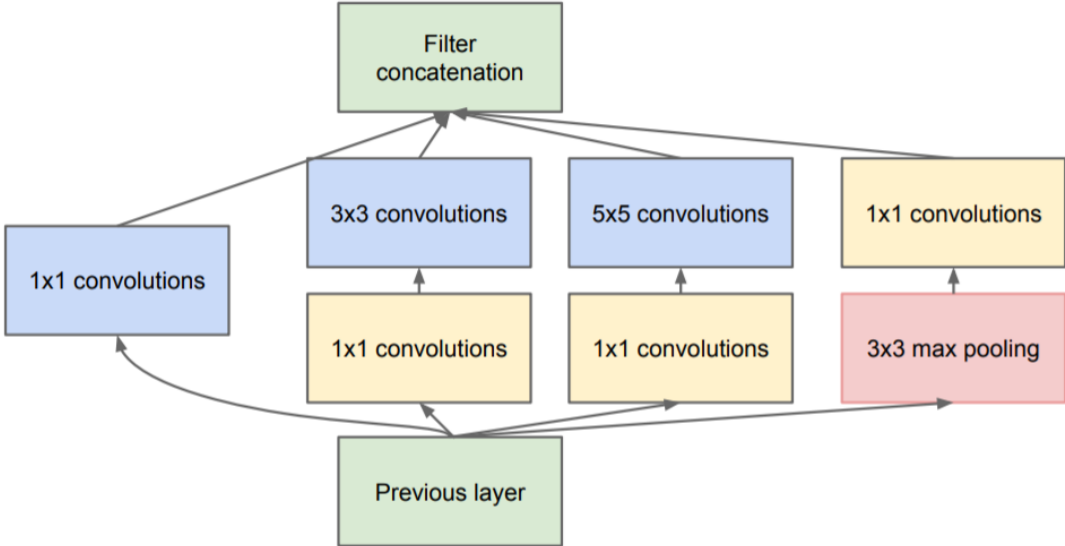 Filter
concatenation
3x3 convolutions
5x5 convolutions
1x1 convolutions
1x1 convolutions
1x1 convolutions
1x1 convolutions
3x3 max pooling
Previous layer